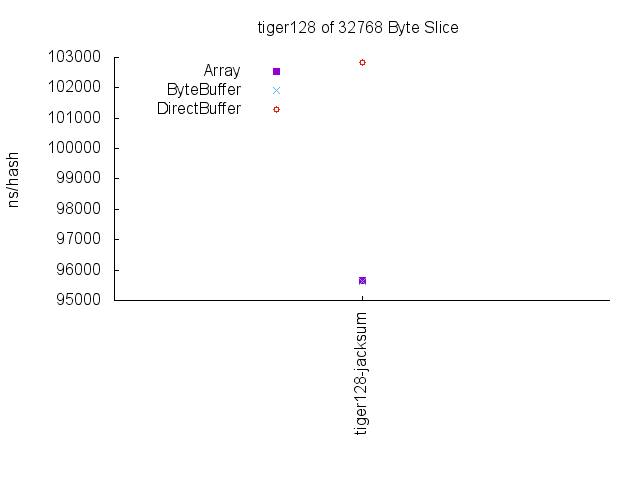 tiger128 of 32768 Byte Slice
103000
102000
101000
100000
99000
98000
97000
96000
95000
ns/hash
Array
ByteBuffer
DirectBuffer
tiger128-jacksum